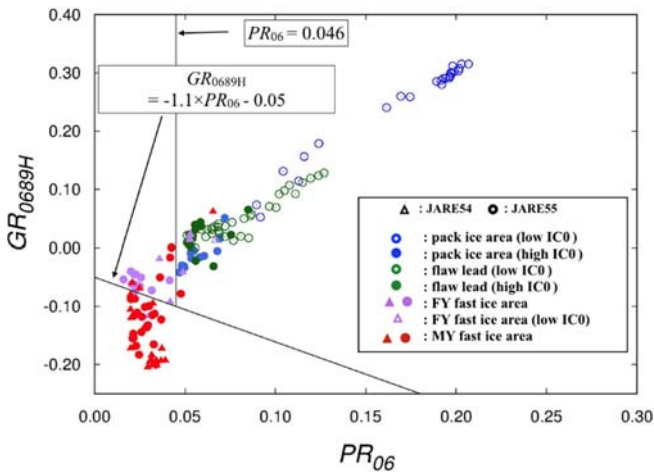 PR06 = 0.046
GR0689H
= -1.1×PR06 - 0.05
GR0689H
0.30
0.20
0.10
0.00
-0.10
-0.20
: JARE54 : JARE55
: pack ice area (low IC0)
: pack ice area (high IC0)
: flaw lead (low IC0)
: flaw lead (high IC0)
: FY fast ice area
: FY fast ice area (low IC0)
: MY fast ice area
0.00 0.05 0.10 0.15 0.20 0.25 0.30
PR06